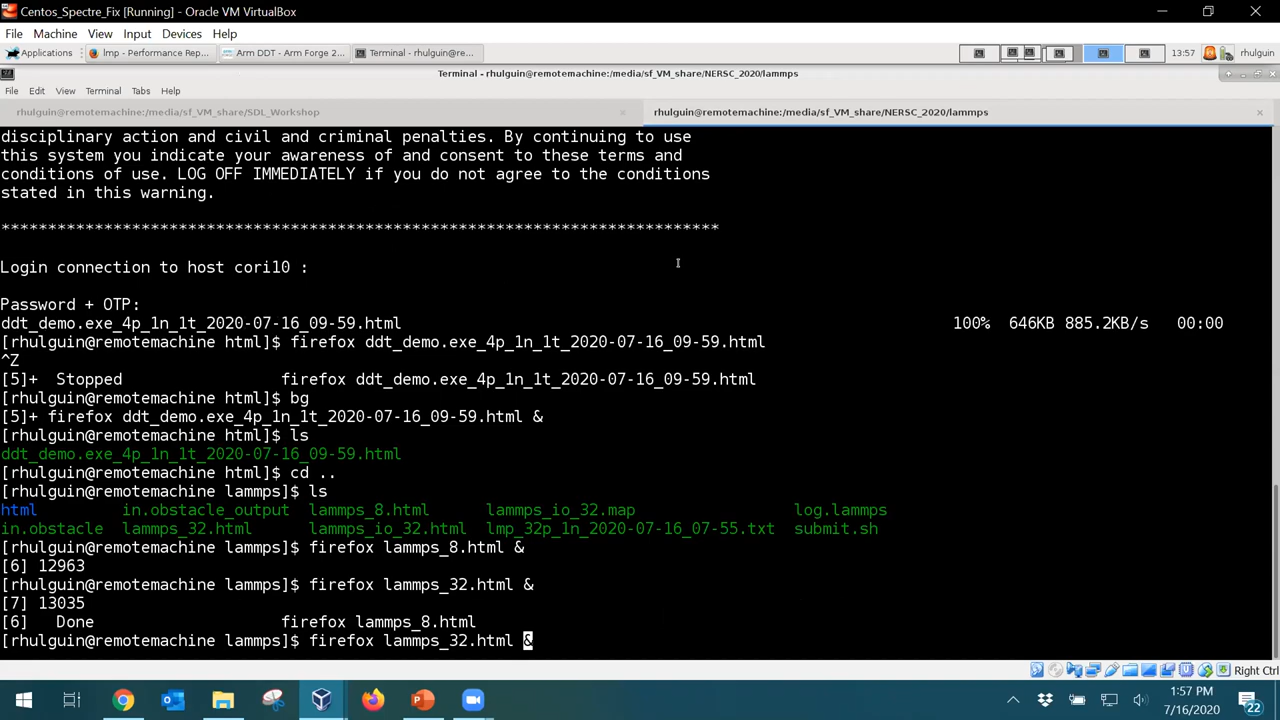 Centos_Spectre_Fix [Running] - Oracle VM VirtualBox
File Machine View Input Devices Help
Applications lmp - Performance Rep... Arm DDT - Arm Forge 2... Terminal - rhulguin@re... 13:57 rhulguin
Terminal - rhulguin@remotemachine:/media/sf_VM_share/NERSC_2020/lammps
File Edit View Terminal Tabs Help
rhulguin@remotemachine:/media/sf_VM_share/SDL_Workshop rhulguin@remotemachine:/media/sf_VM_share/NERSC_2020/lammps
disciplinary action and civil and criminal penalties. By continuing to use
this system you indicate your awareness of and consent to these terms and
conditions of use. LOG OFF IMMEDIATELY if you do not agree to the conditions
stated in this warning.
*****************************************************************************
Login connection to host cori10 :
Password + OTP:
ddt_demo.exe_4p_1n_1t_2020-07-16_09-59.html 100% 646KB 885.2KB/s 00:00
[rhulguin@remotemachine html]$ firefox ddt_demo.exe_4p_1n_1t_2020-07-16_09-59.html
^Z
[5]+ Stopped firefox ddt_demo.exe_4p_1n_1t_2020-07-16_09-59.html
[rhulguin@remotemachine html]$ bg
[5]+ firefox ddt_demo.exe_4p_1n_1t_2020-07-16_09-59.html &
[rhulguin@remotemachine html]$ ls
ddt_demo.exe_4p_1n_1t_2020-07-16_09-59.html
[rhulguin@remotemachine html]$ cd ..
[rhulguin@remotemachine lammps]$ ls
html in.obstacle_output lammps_8.html lammps_io_32.map log.lammps
in.obstacle lammps_32.html lammps_io_32.html lmp_32p_1n_2020-07-16_07-55.txt submit.sh
[rhulguin@remotemachine lammps]$ firefox lammps_8.html &
[6] 12963
[rhulguin@remotemachine lammps]$ firefox lammps_32.html &
[7] 13035
[6] Done firefox lammps_8.html
[rhulguin@remotemachine lammps]$ firefox lammps_32.html &
Right Ctrl
1:57 PM
7/16/2020
22